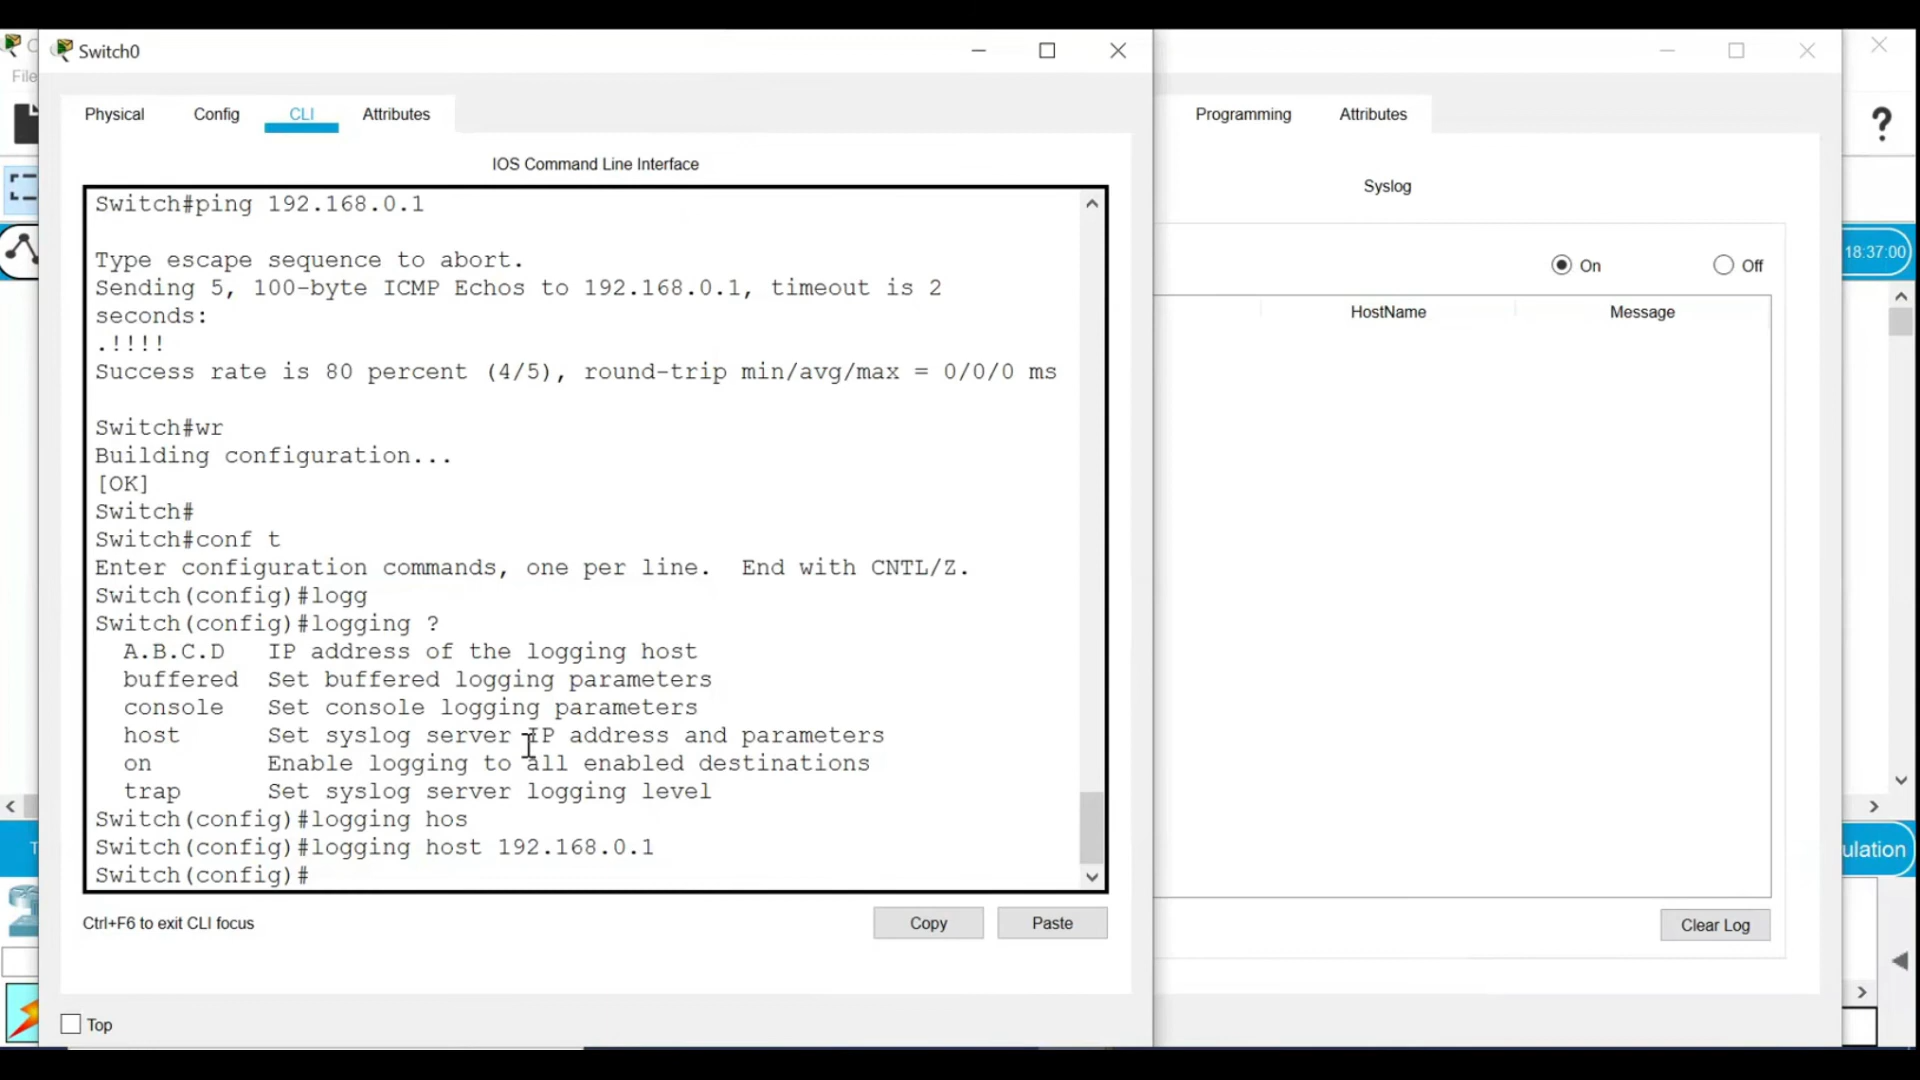 Switch0
File
Physical
Config
CLI
Attributes
Programming
Attributes
IOS Command Line Interface
Syslog
Switch#ping 192.168.0.1
Type escape sequence to abort.
Sending 5, 100-byte ICMP Echos to 192.168.0.1, timeout is 2
seconds:
.!!!!
Success rate is 80 percent (4/5), round-trip min/avg/max = 0/0/0 ms
Switch#wr
Building configuration...
[OK]
Switch#
Switch#conf t
Enter configuration commands, one per line.  End with CNTL/Z.
Switch(config)#logg
Switch(config)#logging ?
A.B.C.D   IP address of the logging host
buffered  Set buffered logging parameters
console   Set console logging parameters
host      Set syslog server IP address and parameters
on        Enable logging to all enabled destinations
trap      Set syslog server logging level
Switch(config)#logging hos
Switch(config)#logging host 192.168.0.1
Switch(config)#
Ctrl+F6 to exit CLI focus
Copy
Paste
Top
On
Off
HostName
Message
Clear Log
?
18:37:00
ulation